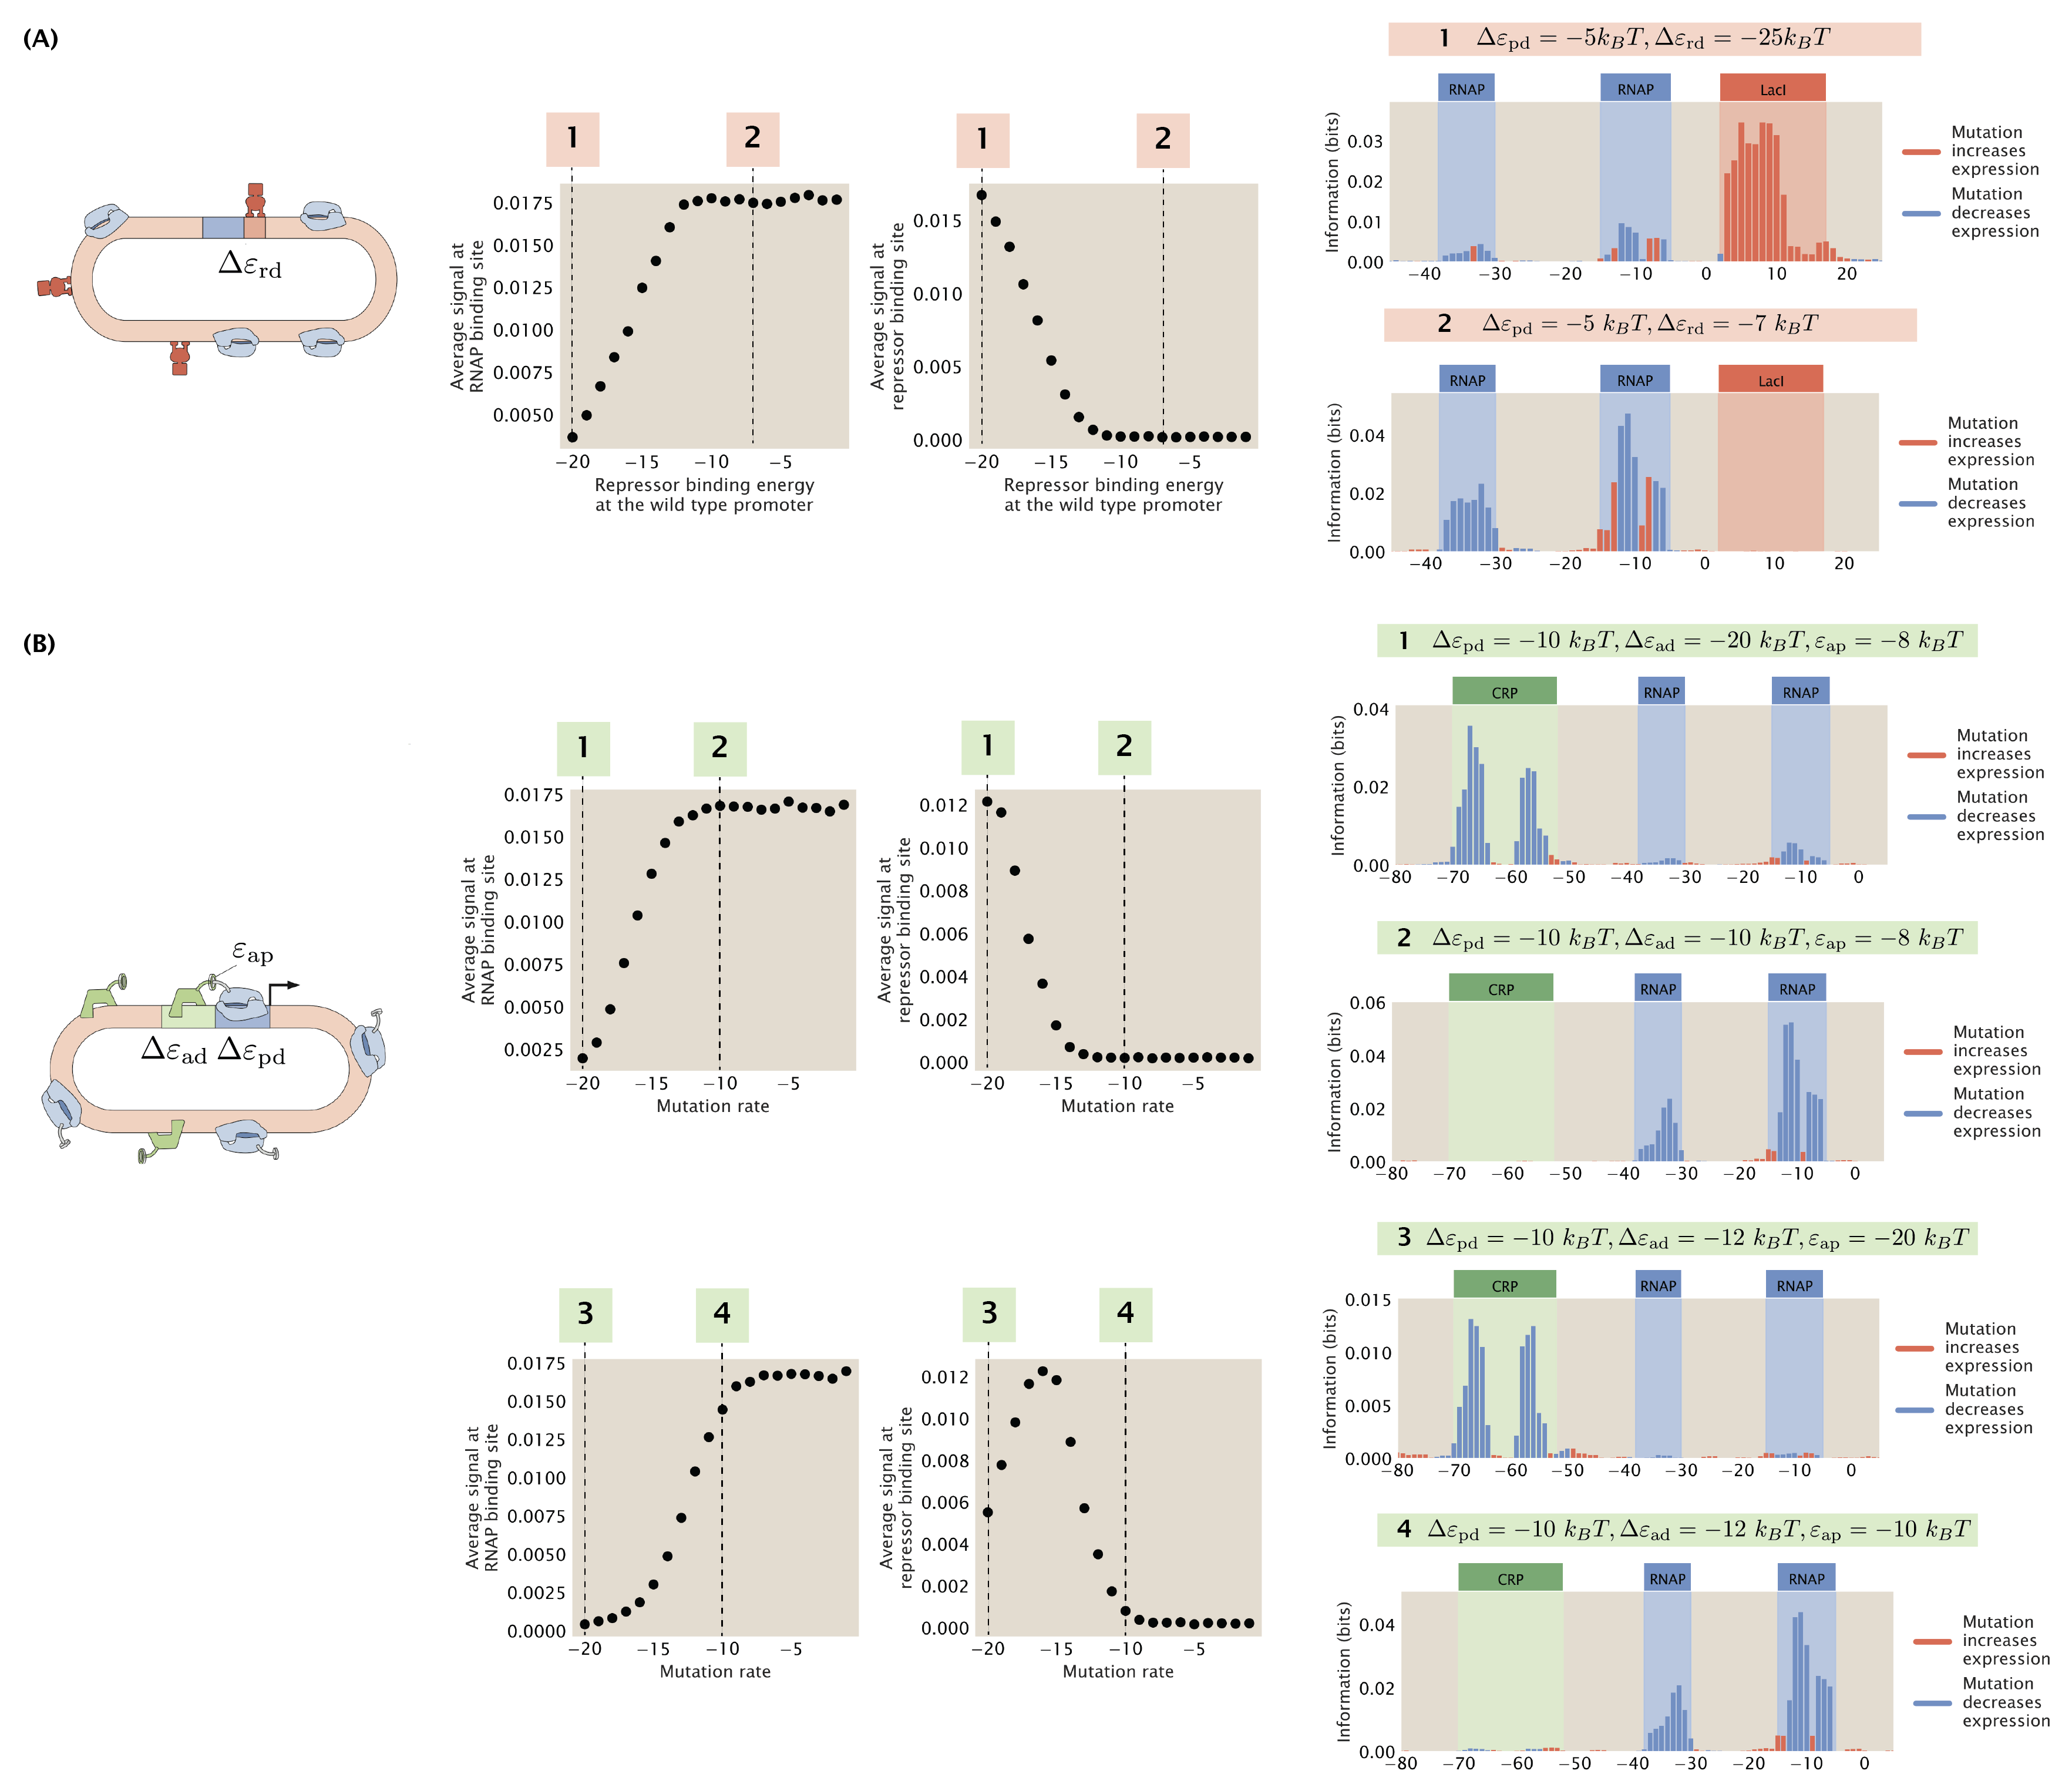 (A)
Δε_rd
1
2
Average signal at
RNAP binding site
0.0175
0.0150
0.0125
0.0100
0.0075
0.0050
−20
−15
−10
−5
Repressor binding energy
at the wild type promoter
1
2
Average signal at
repressor binding site
0.015
0.010
0.005
0.000
−20
−15
−10
−5
Repressor binding energy
at the wild type promoter
1 Δε_pd = −5k_BT, Δε_rd = −25k_BT
RNAP
RNAP
LacI
Information (bits)
0.03
0.02
0.01
0.00
−40
−30
−20
−10
0
10
20
Mutation
increases
expression
Mutation
decreases
expression
2 Δε_pd = −5 k_BT, Δε_rd = −7 k_BT
RNAP
RNAP
LacI
Information (bits)
0.04
0.02
0.00
−40
−30
−20
−10
0
10
20
Mutation
increases
expression
Mutation
decreases
expression
(B)
ε_ap
Δε_ad Δε_pd
1
2
Average signal at
RNAP binding site
0.0175
0.0150
0.0125
0.0100
0.0075
0.0050
0.0025
−20
−15
−10
−5
Mutation rate
1
2
Average signal at
repressor binding site
0.012
0.010
0.008
0.006
0.004
0.002
0.000
−20
−15
−10
−5
Mutation rate
1 Δε_pd = −10 k_BT, Δε_ad = −20 k_BT, ε_ap = −8 k_BT
CRP
RNAP
RNAP
Information (bits)
0.04
0.02
0.00
−80
−70
−60
−50
−40
−30
−20
−10
0
Mutation
increases
expression
Mutation
decreases
expression
2 Δε_pd = −10 k_BT, Δε_ad = −10 k_BT, ε_ap = −8 k_BT
CRP
RNAP
RNAP
Information (bits)
0.06
0.04
0.02
0.00
−80
−70
−60
−50
−40
−30
−20
−10
0
Mutation
increases
expression
Mutation
decreases
expression
3
4
Average signal at
RNAP binding site
0.0175
0.0150
0.0125
0.0100
0.0075
0.0050
0.0025
0.0000
−20
−15
−10
−5
Mutation rate
3
4
Average signal at
repressor binding site
0.012
0.010
0.008
0.006
0.004
0.002
0.000
−20
−15
−10
−5
Mutation rate
3 Δε_pd = −10 k_BT, Δε_ad = −12 k_BT, ε_ap = −20 k_BT
CRP
RNAP
RNAP
Information (bits)
0.015
0.010
0.005
0.000
−80
−70
−60
−50
−40
−30
−20
−10
0
Mutation
increases
expression
Mutation
decreases
expression
4 Δε_pd = −10 k_BT, Δε_ad = −12 k_BT, ε_ap = −10 k_BT
CRP
RNAP
RNAP
Information (bits)
0.04
0.02
0.00
−80
−70
−60
−50
−40
−30
−20
−10
0
Mutation
increases
expression
Mutation
decreases
expression